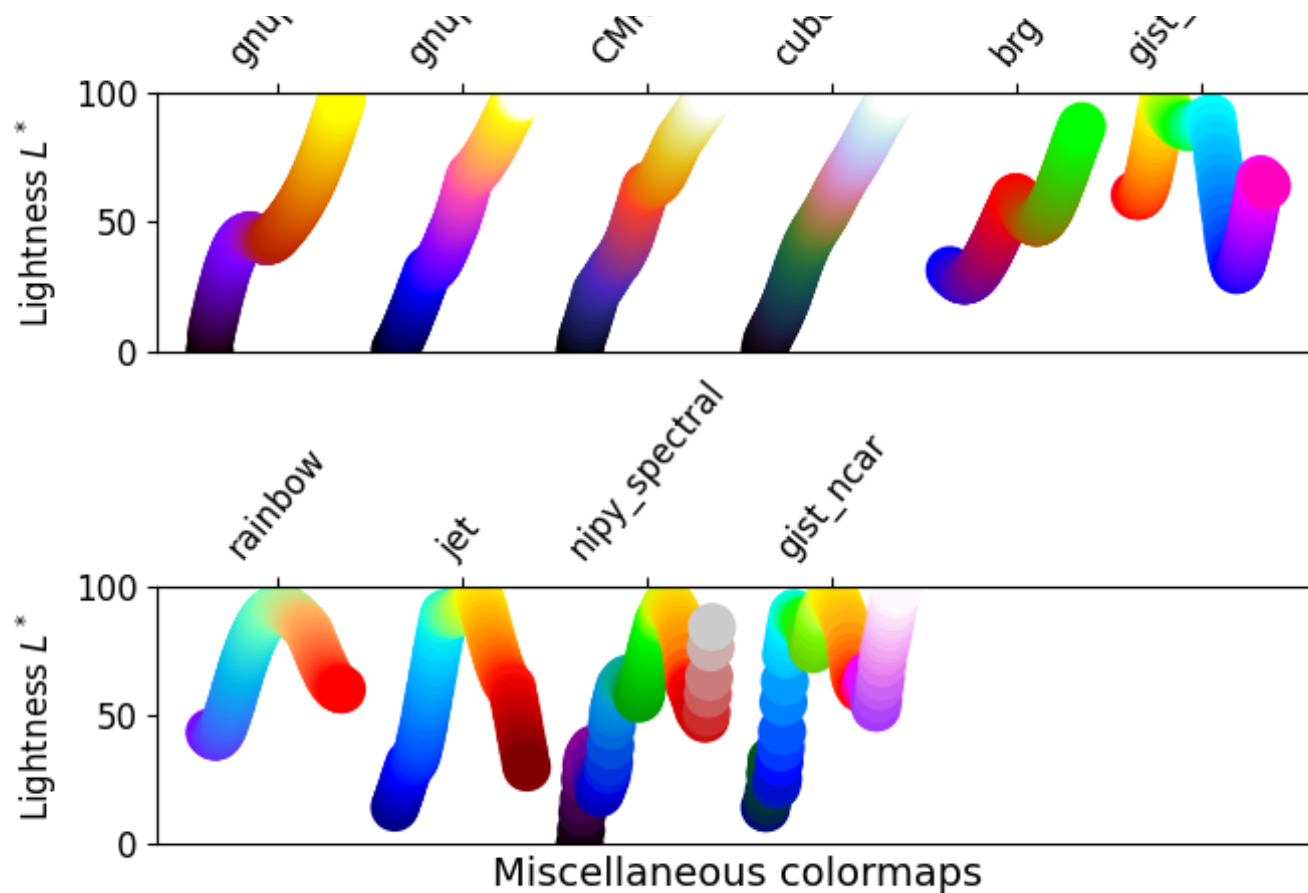 brg
100
50
0
Lightness L*
rainbow
jet
nipy_spectral
gist_ncar
100
50
0
Lightness L*
Miscellaneous colormaps